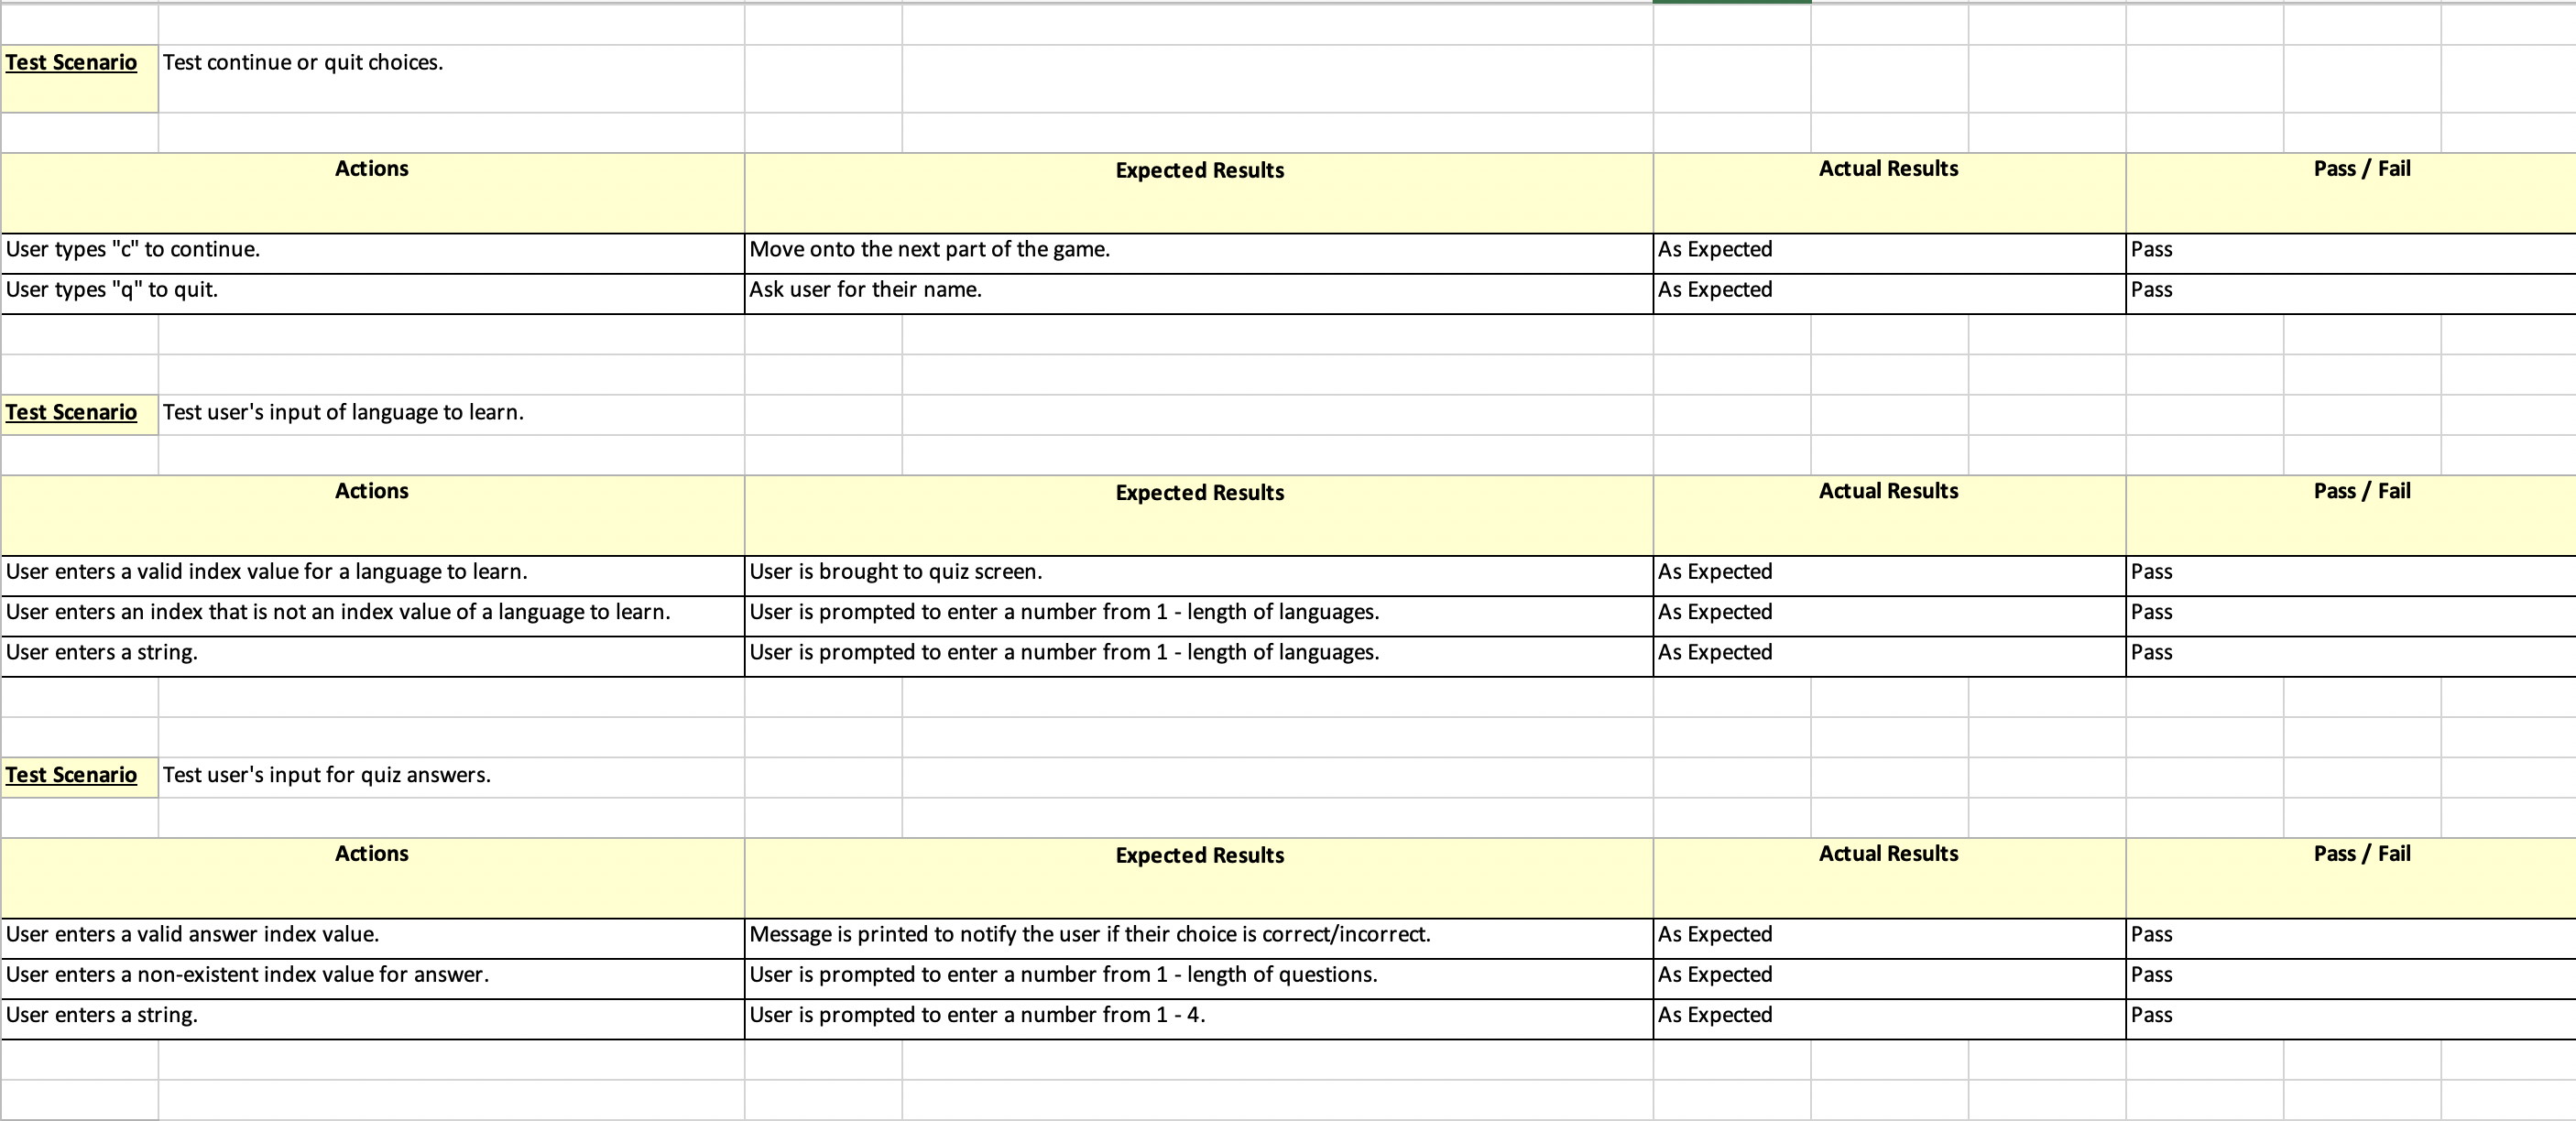 Test Scenario Test continue or quit choices.
Actions Expected Results Actual Results Pass / Fail
User types "c" to continue. Move onto the next part of the game. As Expected Pass
User types "q" to quit. Ask user for their name. As Expected Pass
Test Scenario Test user's input of language to learn.
Actions Expected Results Actual Results Pass / Fail
User enters a valid index value for a language to learn. User is brought to quiz screen. As Expected Pass
User enters an index that is not an index value of a language to learn. User is prompted to enter a number from 1 - length of languages. As Expected Pass
User enters a string. User is prompted to enter a number from 1 - length of languages. As Expected Pass
Test Scenario Test user's input for quiz answers.
Actions Expected Results Actual Results Pass / Fail
User enters a valid answer index value. Message is printed to notify the user if their choice is correct/incorrect. As Expected Pass
User enters a non-existent index value for answer. User is prompted to enter a number from 1 - length of questions. As Expected Pass
User enters a string. User is prompted to enter a number from 1 - 4. As Expected Pass